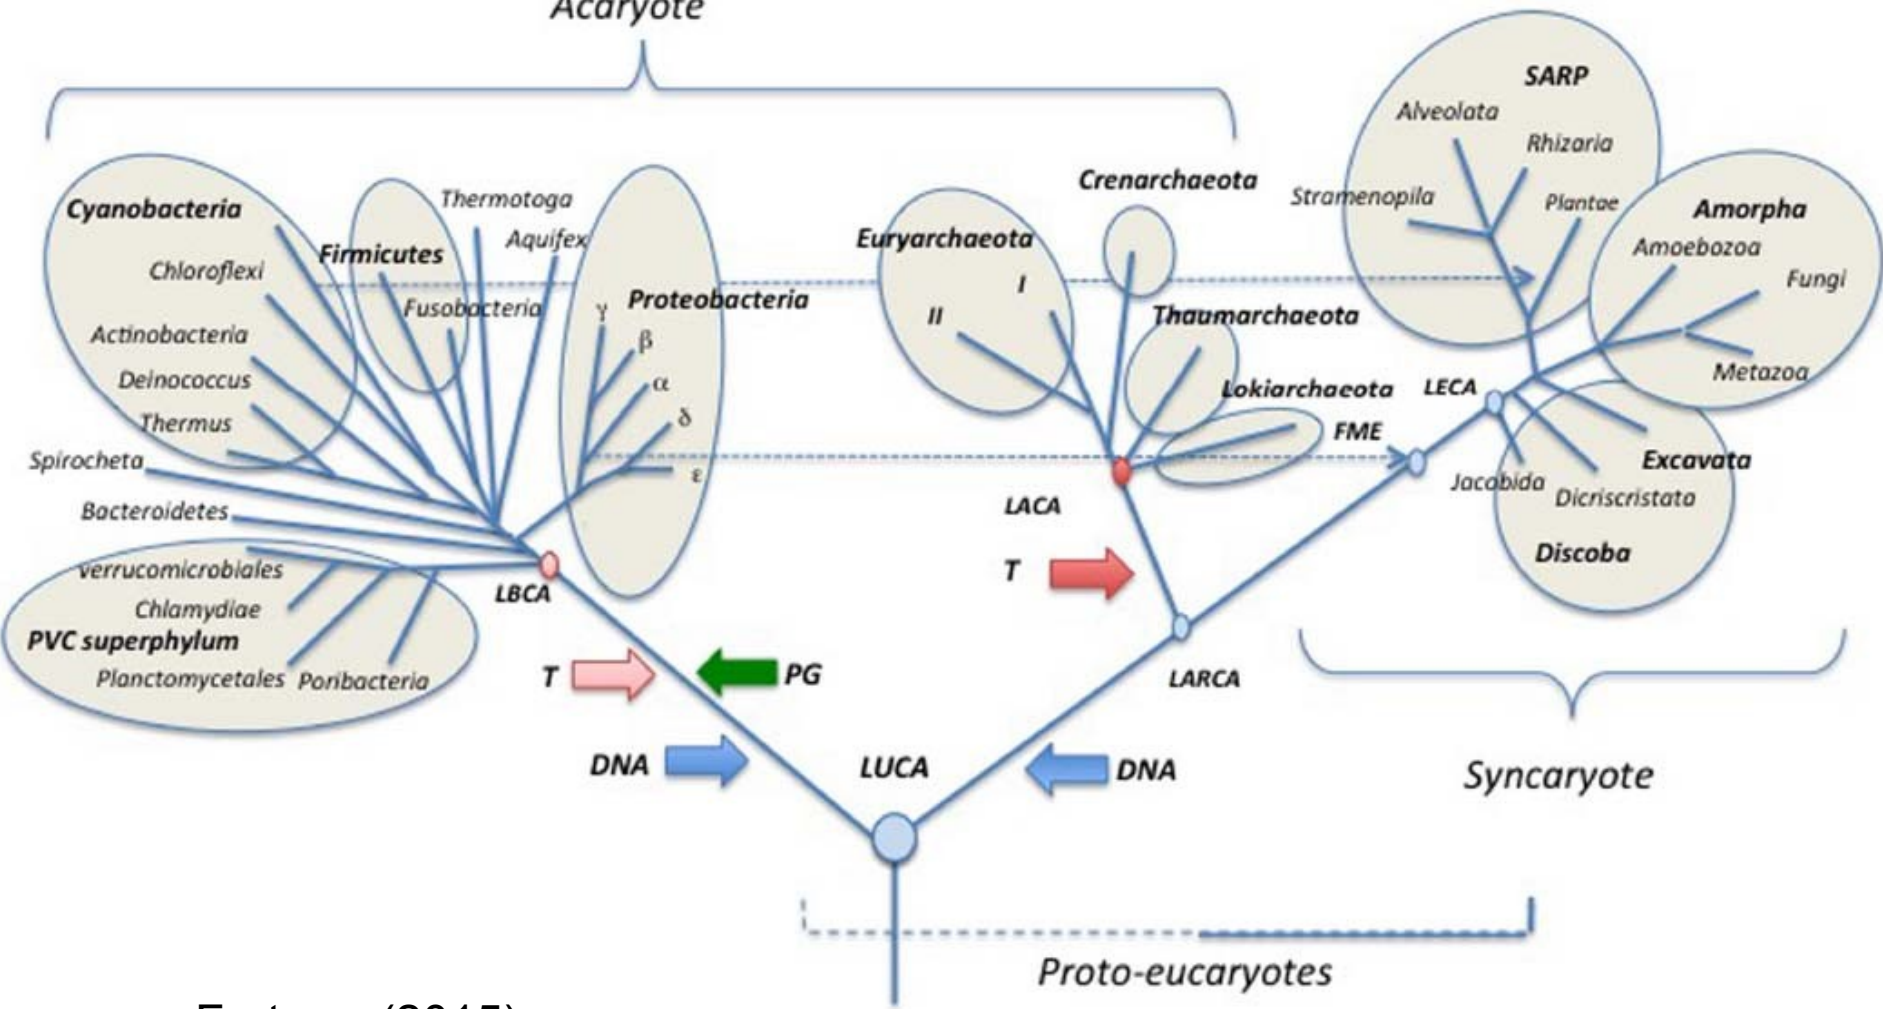 Acaryote
SARP
Alveolata
Rhizaria
Stramenopila
Plantae
Amorpha
Amoebozoa
Fungi
Metazoa
Cyanobacteria
Chloroflexi
Actinobacteria
Deinococcus
Thermus
Spirocheta
Bacteroidetes
Firmicutes
Thermotoga
Aquifex
Fusobacteria
Proteobacteria
γ
β
α
δ
ε
Euryarchaeota
I
II
Crenarchaeota
Thaumarchaeota
Lokiarchaeota
LECA
FME
Excavata
Jacobida
Dicriscristata
Discoba
LACA
T
verrucomicrobiales
Chlamydiae
PVC superphylum
Planctomycetales
Poribacteria
LBCA
T
PG
LARCA
DNA
LUCA
DNA
Syncaryote
Proto-eucaryotes
(2015)